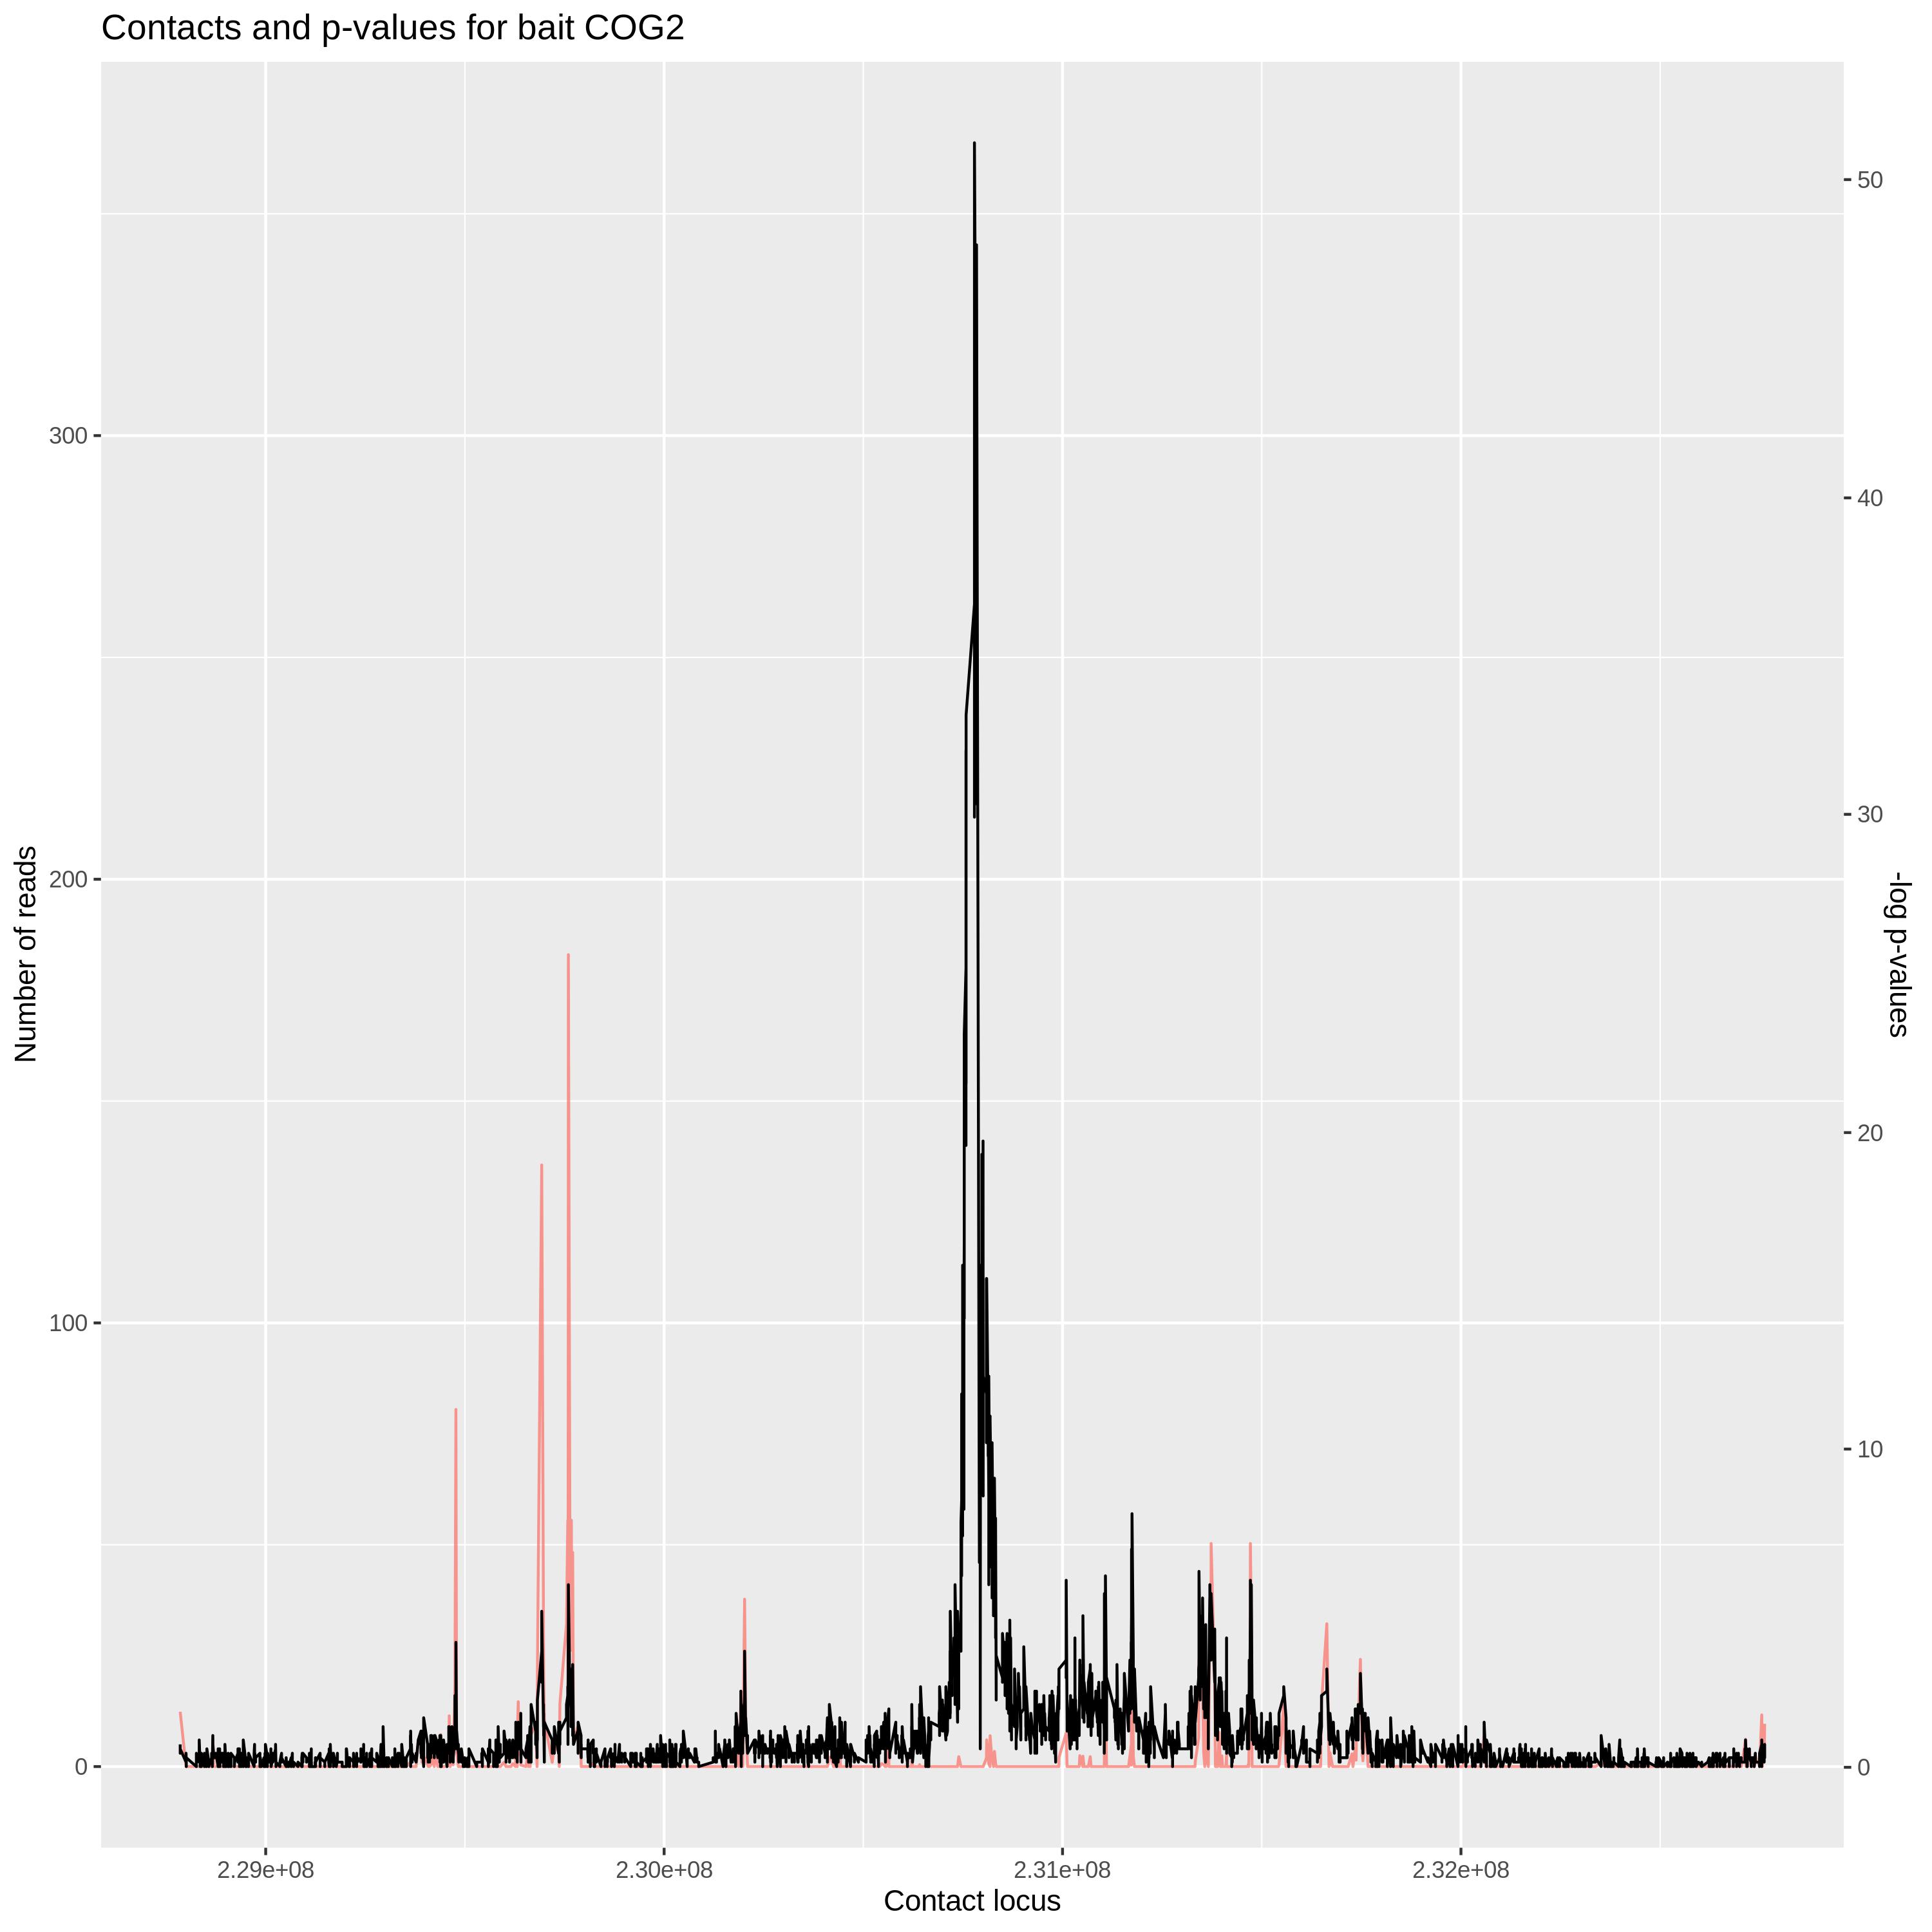 Contacts and p-values for bait COG2
Number of reads
300
200
100
0
50
40
30
20
10
0
-log p-values
2.29e+08 2.30e+08 2.31e+08 2.32e+08
Contact locus